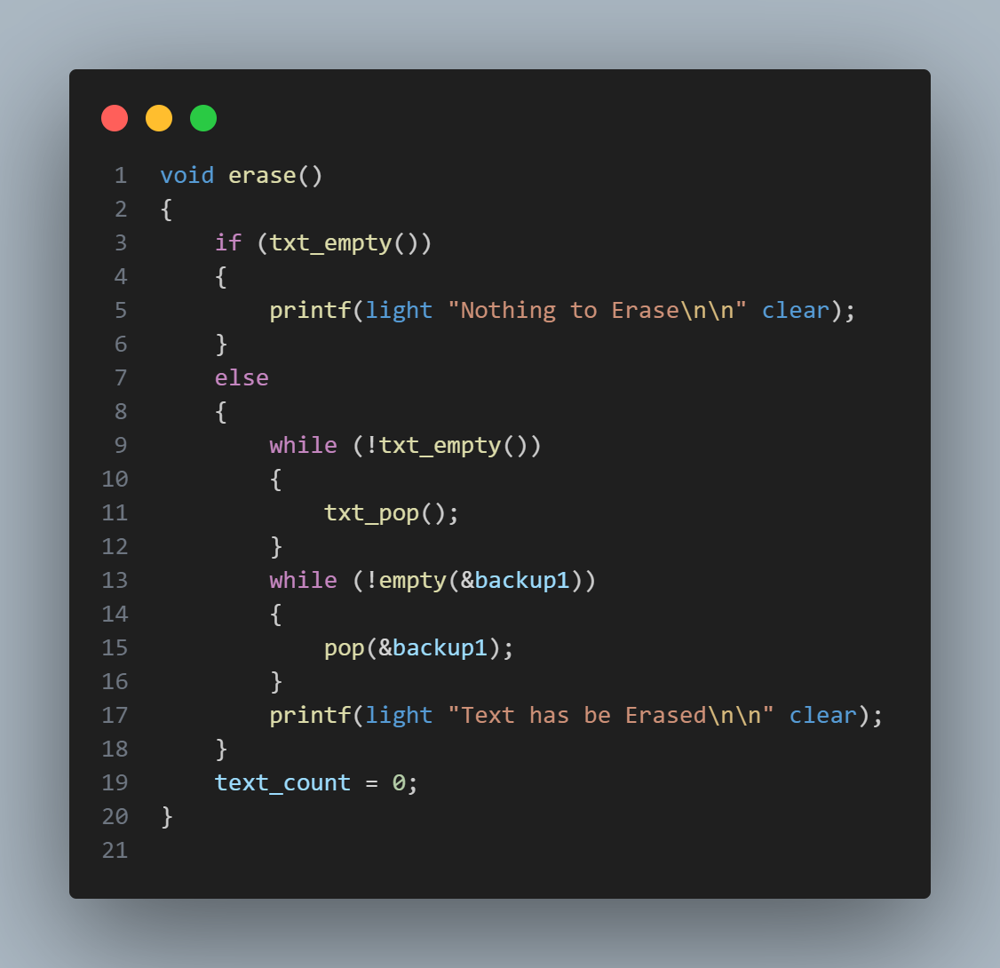 1 void erase()
2 {
3     if (txt_empty())
4     {
5         printf(light "Nothing to Erase\n\n" clear);
6     }
7     else
8     {
9         while (!txt_empty())
10         {
11             txt_pop();
12         }
13         while (!empty(&backup1))
14         {
15             pop(&backup1);
16         }
17         printf(light "Text has be Erased\n\n" clear);
18     }
19     text_count = 0;
20 }
21